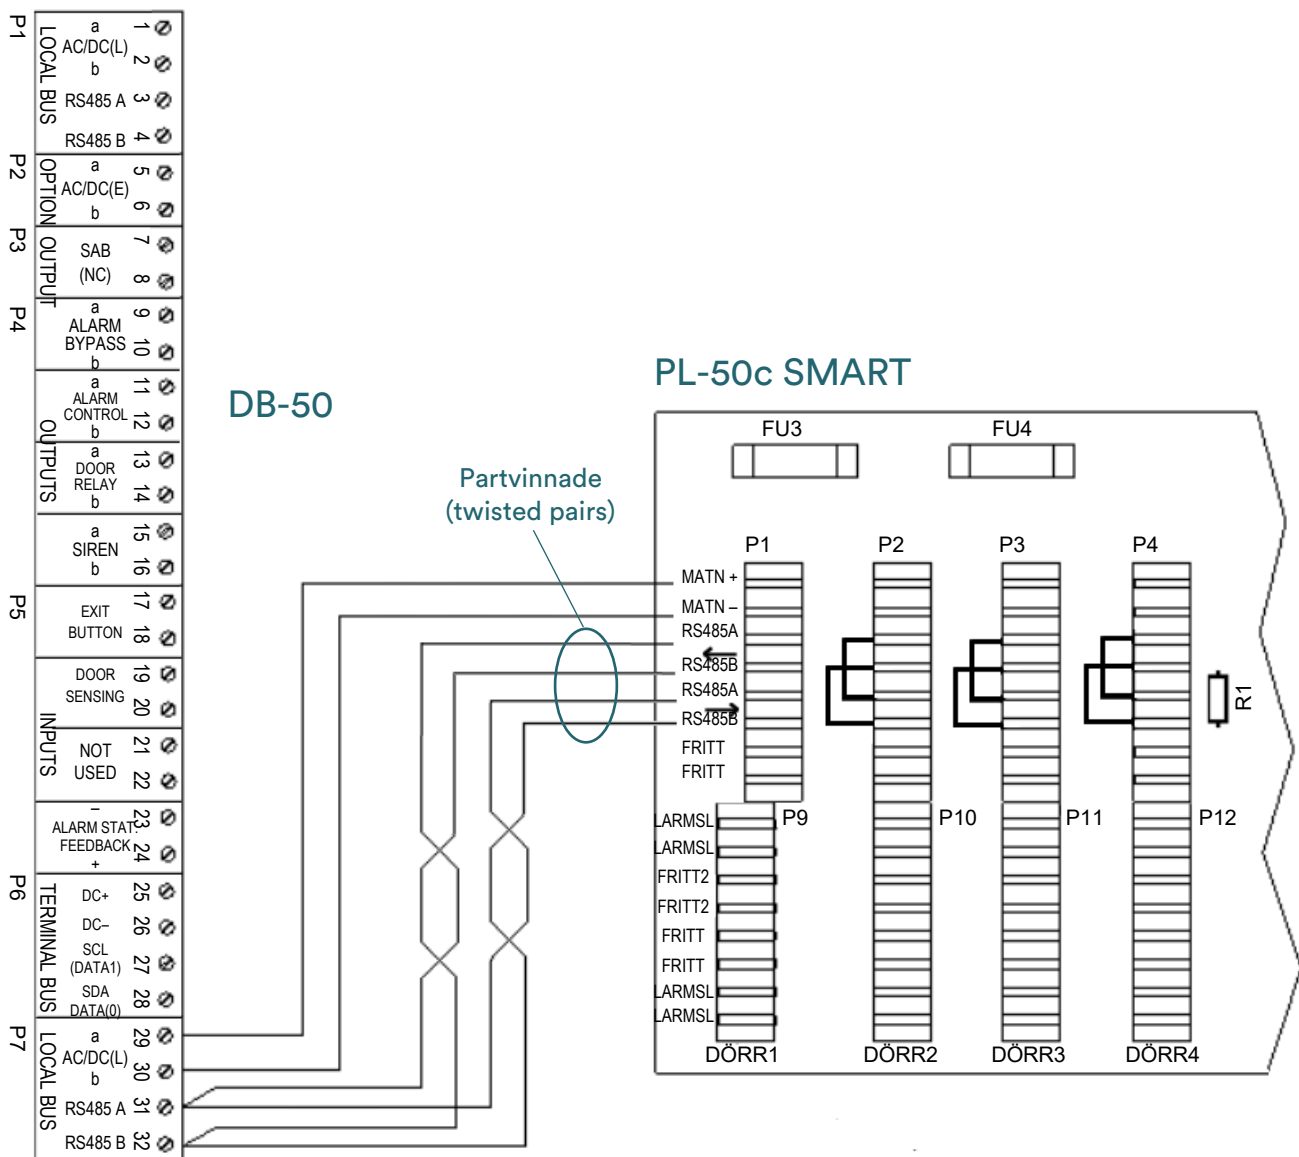 P1
LOCAL BUS
a
AC/DC(L)
b
RS485 A
RS485 B
1
2
3
4
P2
OPTION
a
AC/DC(E)
b
5
6
P3
OUTPUT
SAB
(NC)
7
8
P4
a
ALARM
BYPASS
b
9
10
OUTPUTS
a
ALARM
CONTROL
b
11
12
a
DOOR
RELAY
b
13
14
a
SIREN
b
15
16
P5
INPUTS
EXIT
BUTTON
17
18
DOOR
SENSING
19
20
NOT
USED
21
22
–
ALARM STAT.
FEEDBACK
+
23
24
P6
TERMINAL BUS
DC+
DC–
SCL
(DATA1)
SDA
DATA(0)
25
26
27
28
P7
LOCAL BUS
a
AC/DC(L)
b
RS485 A
RS485 B
29
30
31
32
DB-50
Partvinnade
(twisted pairs)
PL-50c SMART
FU3
FU4
P1
P2
P3
P4
MATN +
MATN –
RS485A
RS485B
RS485A
RS485B
FRITT
FRITT
R1
P9
P10
P11
P12
LARMSL
LARMSL
FRITT2
FRITT2
FRITT
FRITT
LARMSL
LARMSL
DÖRR1
DÖRR2
DÖRR3
DÖRR4